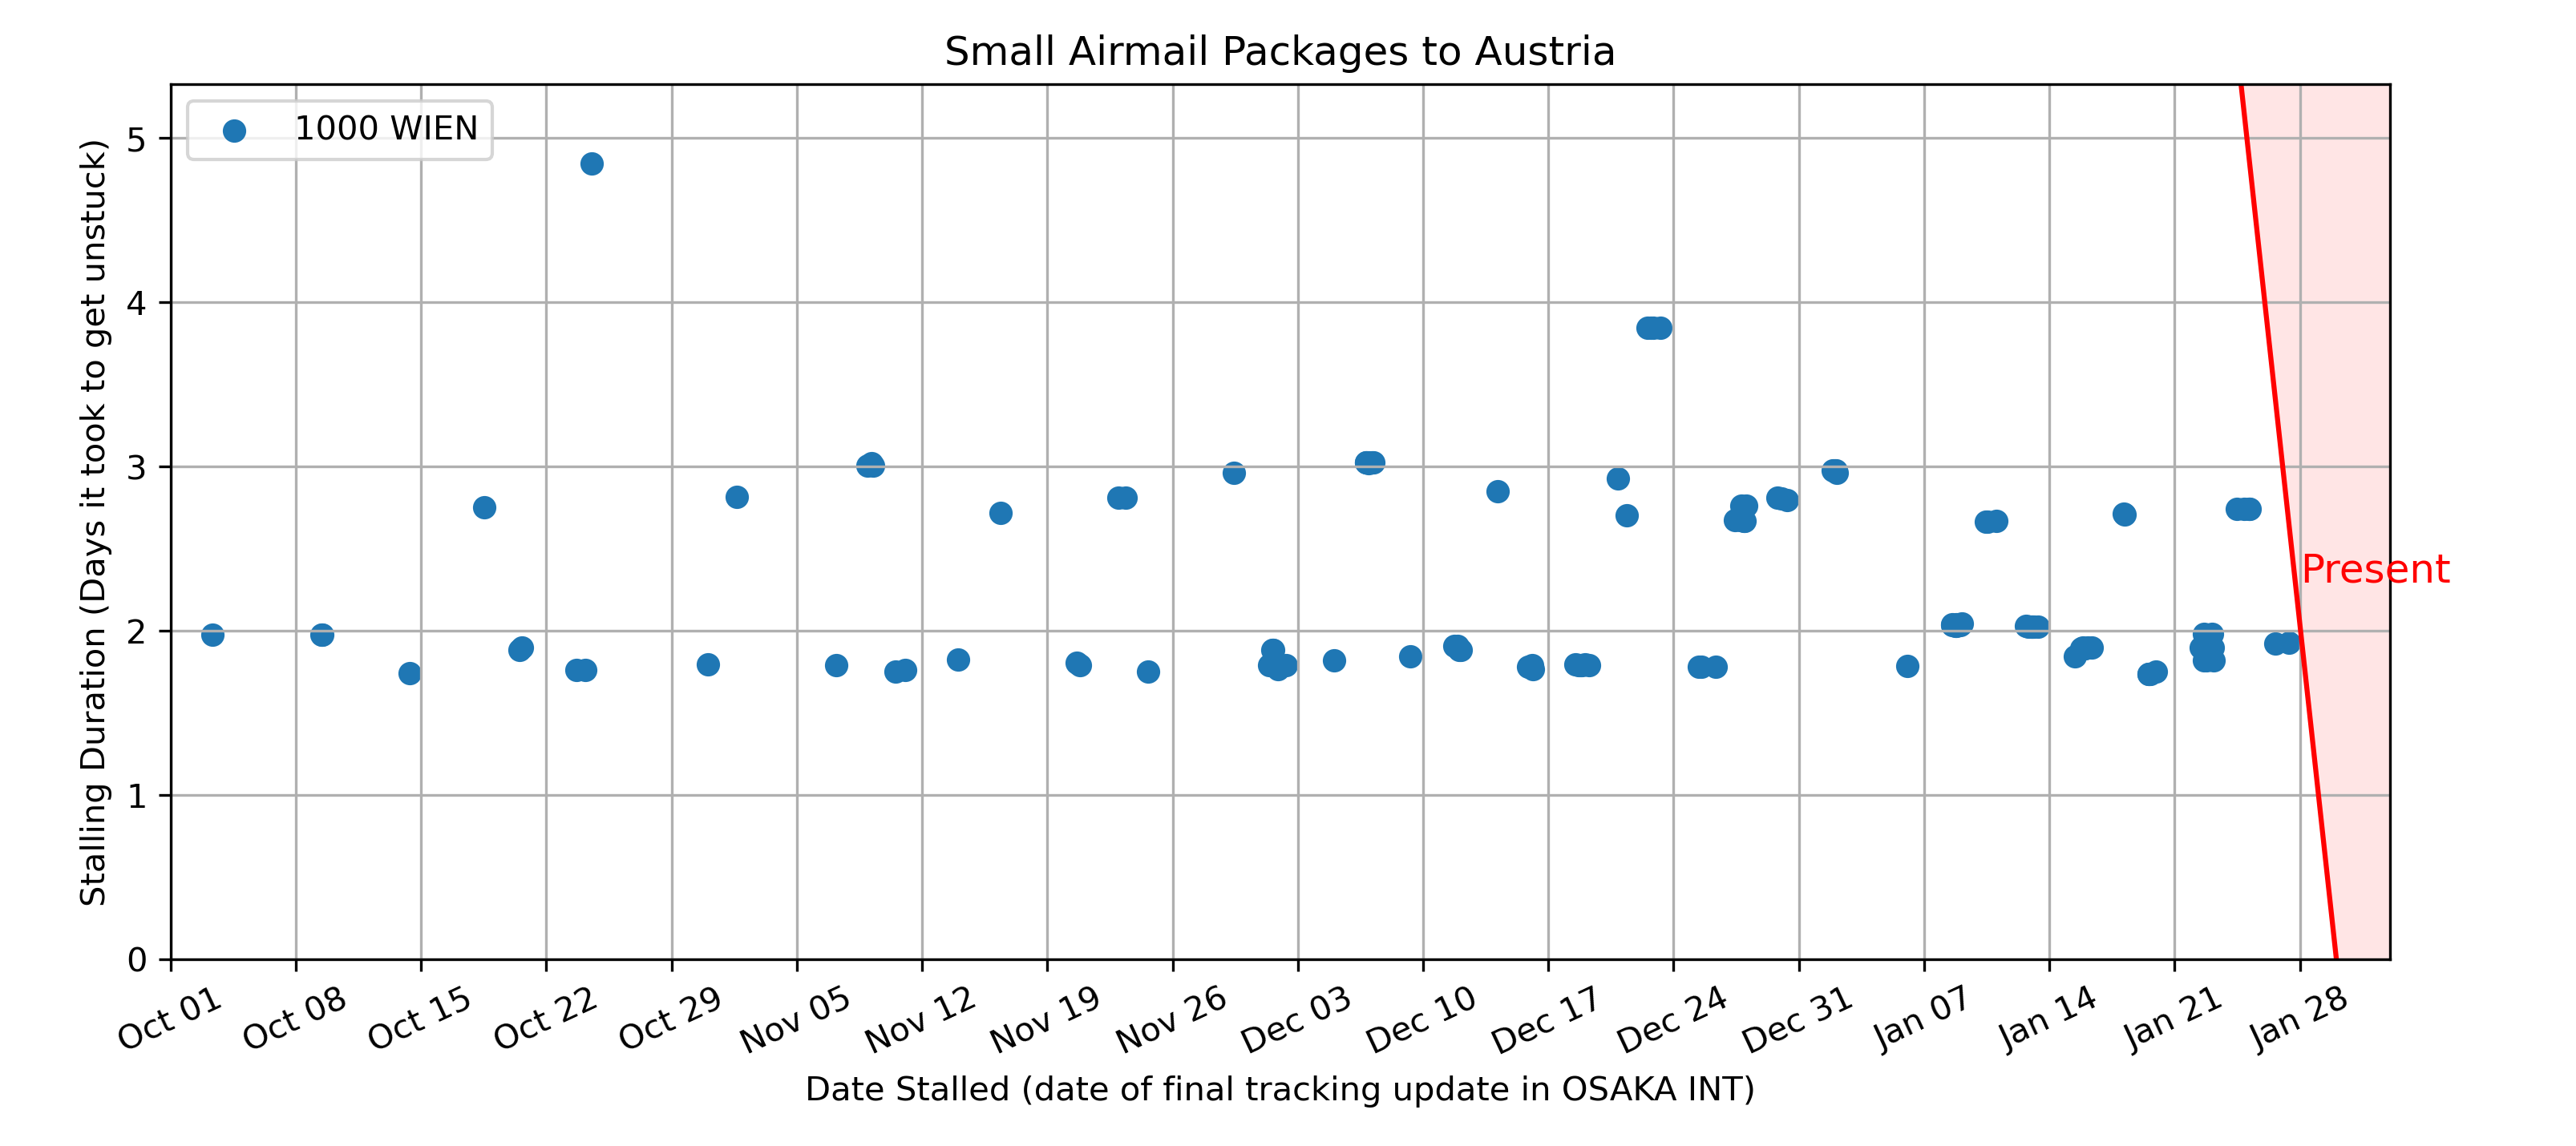 Small Airmail Packages to Austria
1000 WIEN
Stalling Duration (Days it took to get unstuck)
5
4
3
2
1
0
Present
Oct 01
Oct 08
Oct 15
Oct 22
Oct 29
Nov 05
Nov 12
Nov 19
Nov 26
Dec 03
Dec 10
Dec 17
Dec 24
Dec 31
Jan 07
Jan 14
Jan 21
Jan 28
Date Stalled (date of final tracking update in OSAKA INT)